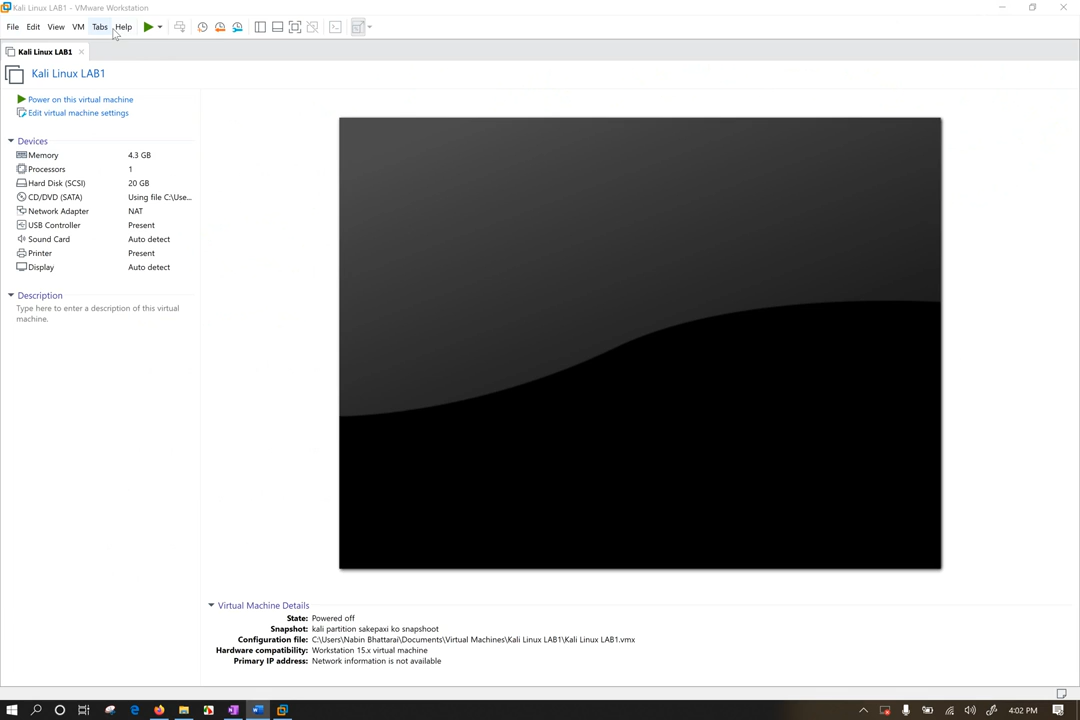 Kali Linux LAB1 - VMware Workstation
File Edit View VM Tabs Help
Kali Linux LAB1
Kali Linux LAB1
Power on this virtual machine
Edit virtual machine settings
Devices
Memory 4.3 GB
Processors 1
Hard Disk (SCSI) 20 GB
CD/DVD (SATA) Using file C:\Use...
Network Adapter NAT
USB Controller Present
Sound Card Auto detect
Printer Present
Display Auto detect
Description
Type here to enter a description of this virtual
machine.
Virtual Machine Details
State: Powered off
Snapshot: kali partition sakepaxi ko snapshoot
Configuration file: C:\Users\Nabin Bhattarai\Documents\Virtual Machines\Kali Linux LAB1\Kali Linux LAB1.vmx
Hardware compatibility: Workstation 15.x virtual machine
Primary IP address: Network information is not available
4:02 PM